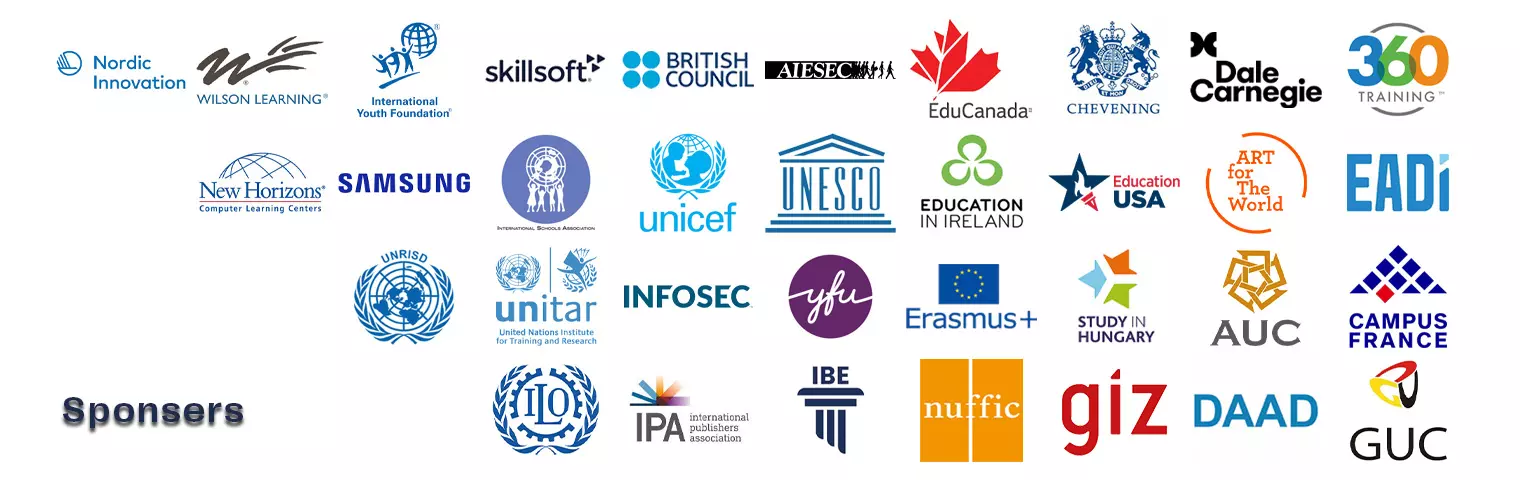 Nordic
Innovation
WILSON LEARNING®
International
Youth Foundation®
skillsoft
BRITISH
COUNCIL
AIESEC
ÉduCanada
CHEVENING
Dale
Carnegie
360
TRAINING™
New Horizons®
Computer Learning Centers
SAMSUNG
INTERNATIONAL SCHOOLS ASSOCIATION
unicef
UNESCO
EDUCATION
IN IRELAND
Education
USA
ART
for
The
World
EADi
UNRISD
unitar
United Nations Institute
for Training and Research
INFOSEC
yfu
Erasmus+
STUDY IN
HUNGARY
AUC
CAMPUS
FRANCE
Sponsers
ILO
IPA
international
publishers
association
IBE
nuffic
giz
DAAD
GUC